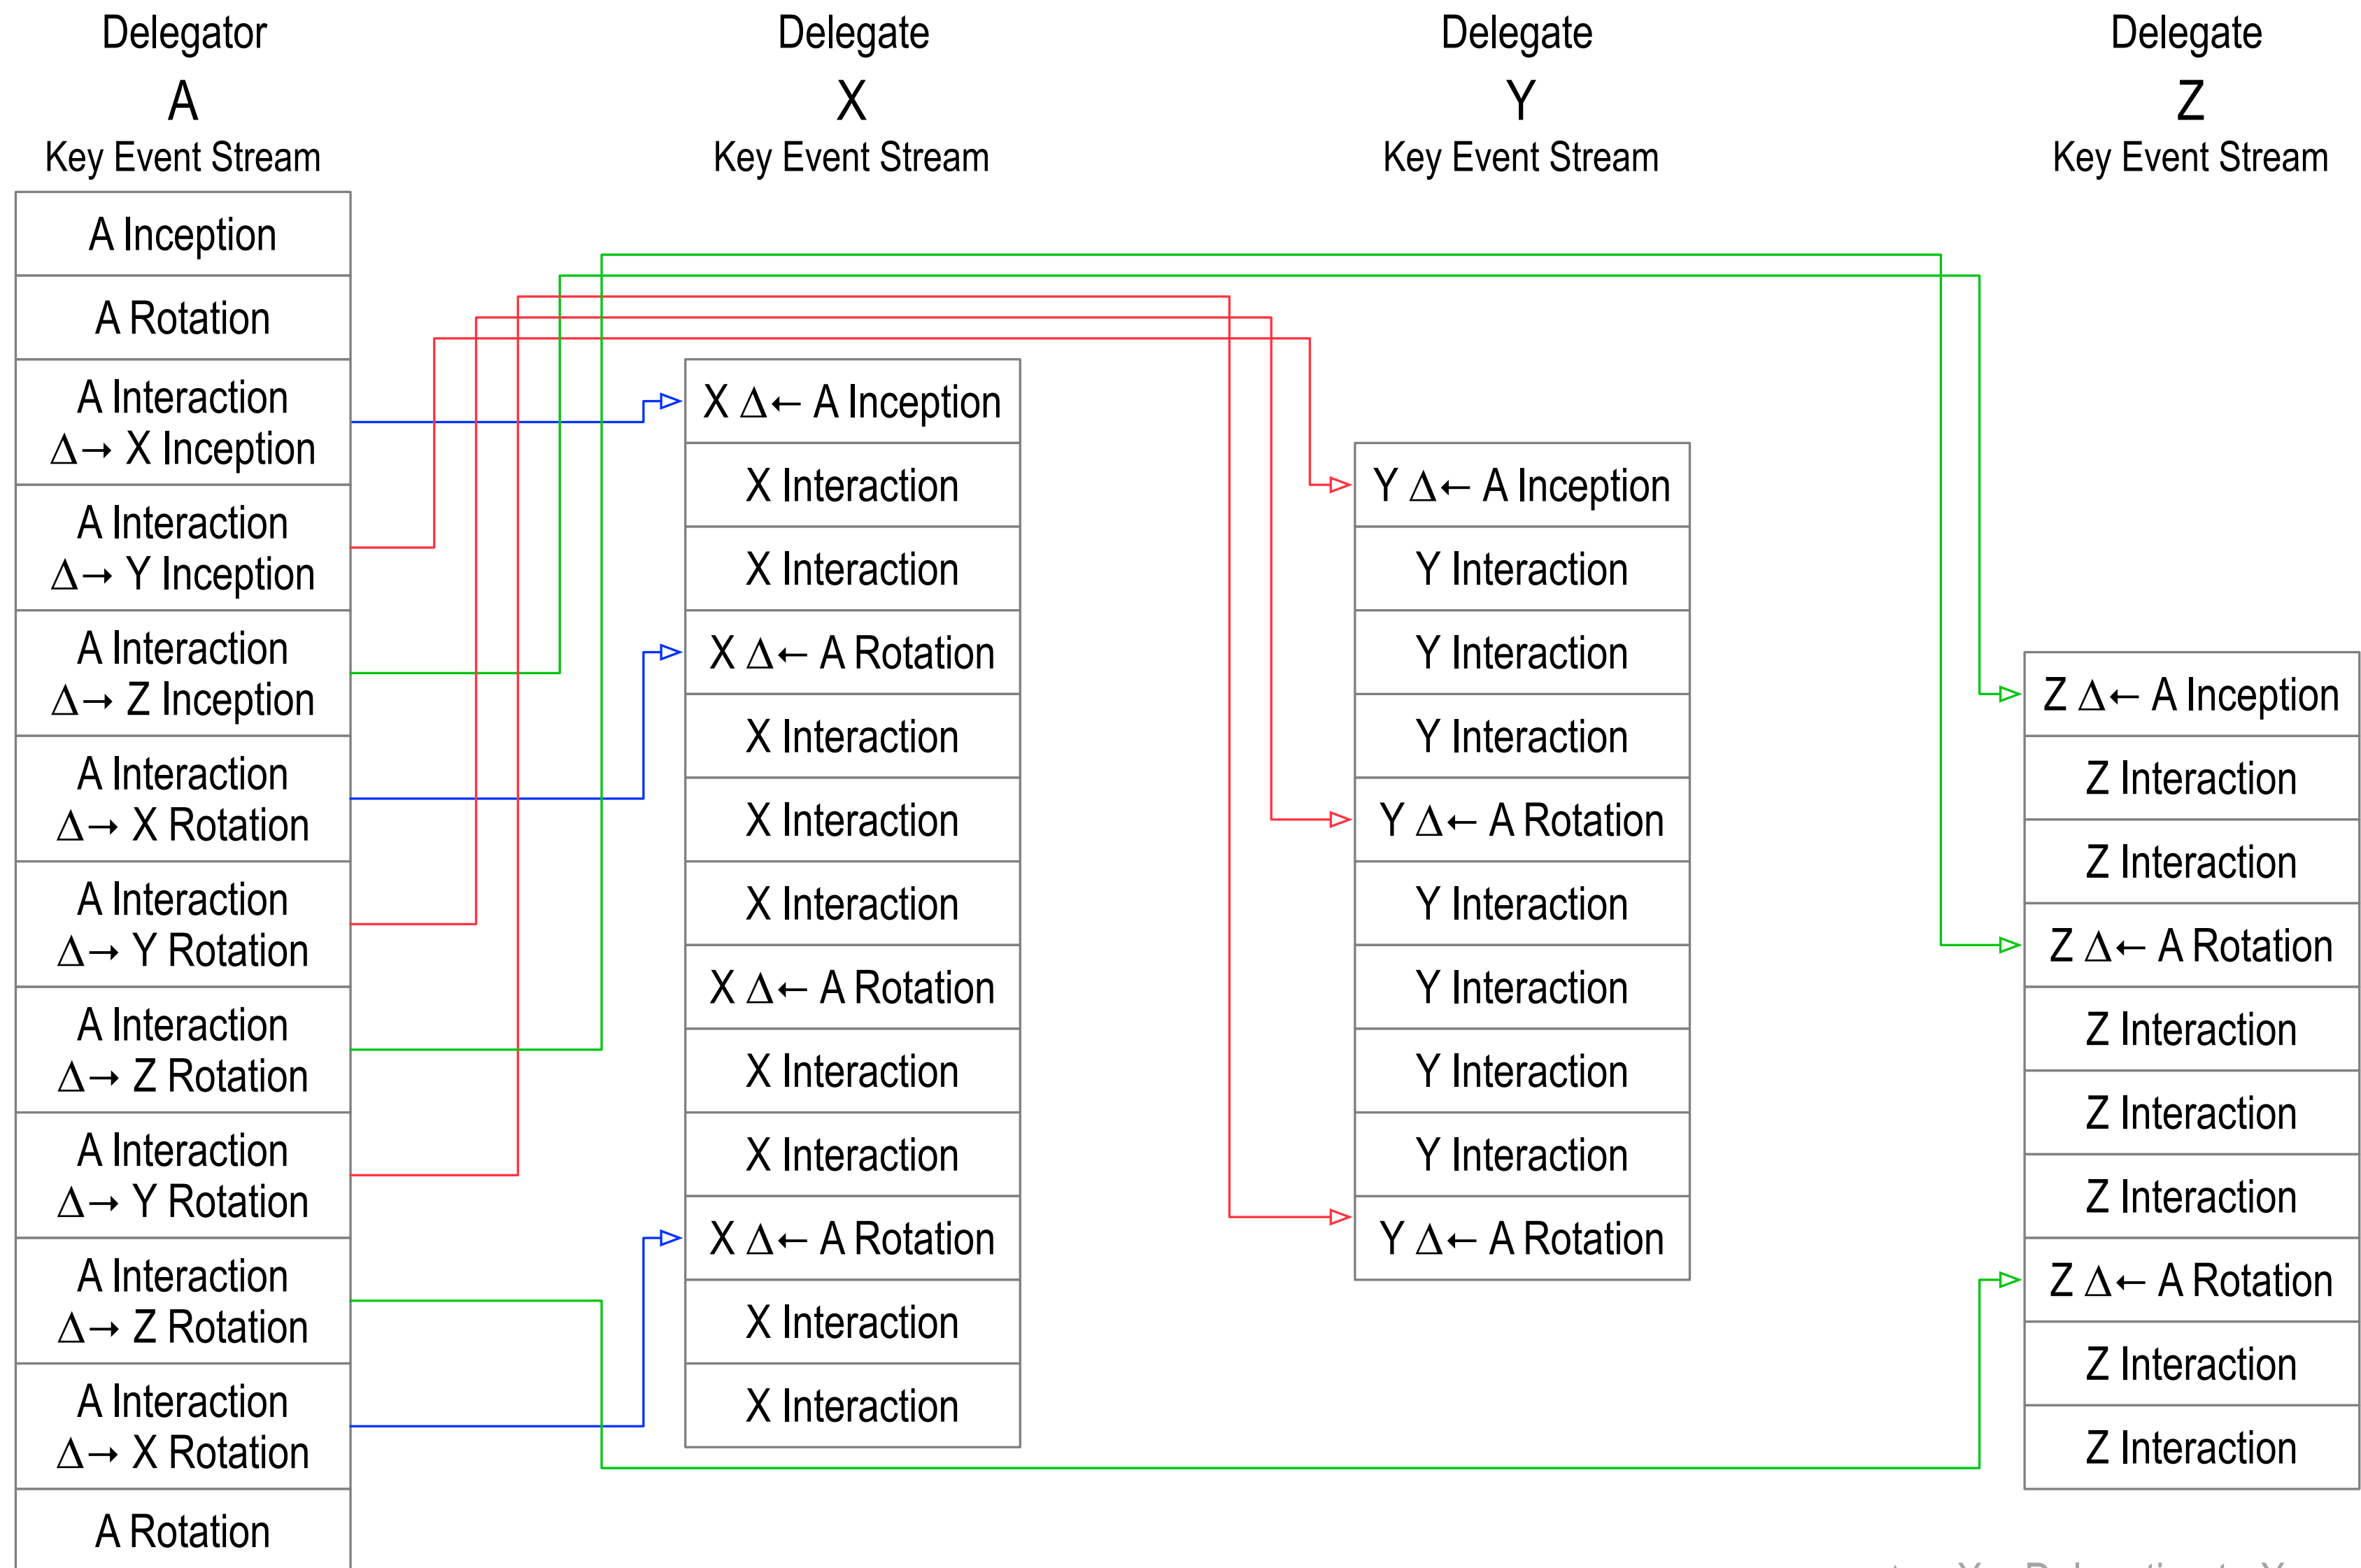 Delegator
A
Key Event Stream
A Inception
A Rotation
A Interaction
Δ→ X Inception
A Interaction
Δ→ Y Inception
A Interaction
Δ→ Z Inception
A Interaction
Δ→ X Rotation
A Interaction
Δ→ Y Rotation
A Interaction
Δ→ Z Rotation
A Interaction
Δ→ Y Rotation
A Interaction
Δ→ Z Rotation
A Interaction
Δ→ X Rotation
A Rotation
Delegate
X
Key Event Stream
X Δ← A Inception
X Interaction
X Interaction
X Δ← A Rotation
X Interaction
X Interaction
X Interaction
X Δ← A Rotation
X Interaction
X Interaction
X Δ← A Rotation
X Interaction
X Interaction
Delegate
Y
Key Event Stream
Y Δ← A Inception
Y Interaction
Y Interaction
Y Interaction
Y Δ← A Rotation
Y Interaction
Y Interaction
Y Interaction
Y Interaction
Y Δ← A Rotation
Delegate
Z
Key Event Stream
Z Δ← A Inception
Z Interaction
Z Interaction
Z Δ← A Rotation
Z Interaction
Z Interaction
Z Interaction
Z Δ← A Rotation
Z Interaction
Z Interaction